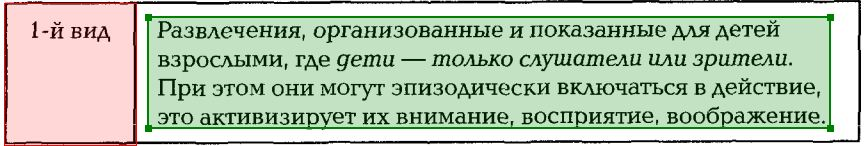 1-й вид
Развлечения, организованные и показанные для детей
взрослыми, где дети — только слушатели или зрители.
При этом они могут эпизодически включаться в действие,
это активизирует их внимание, восприятие, воображение.